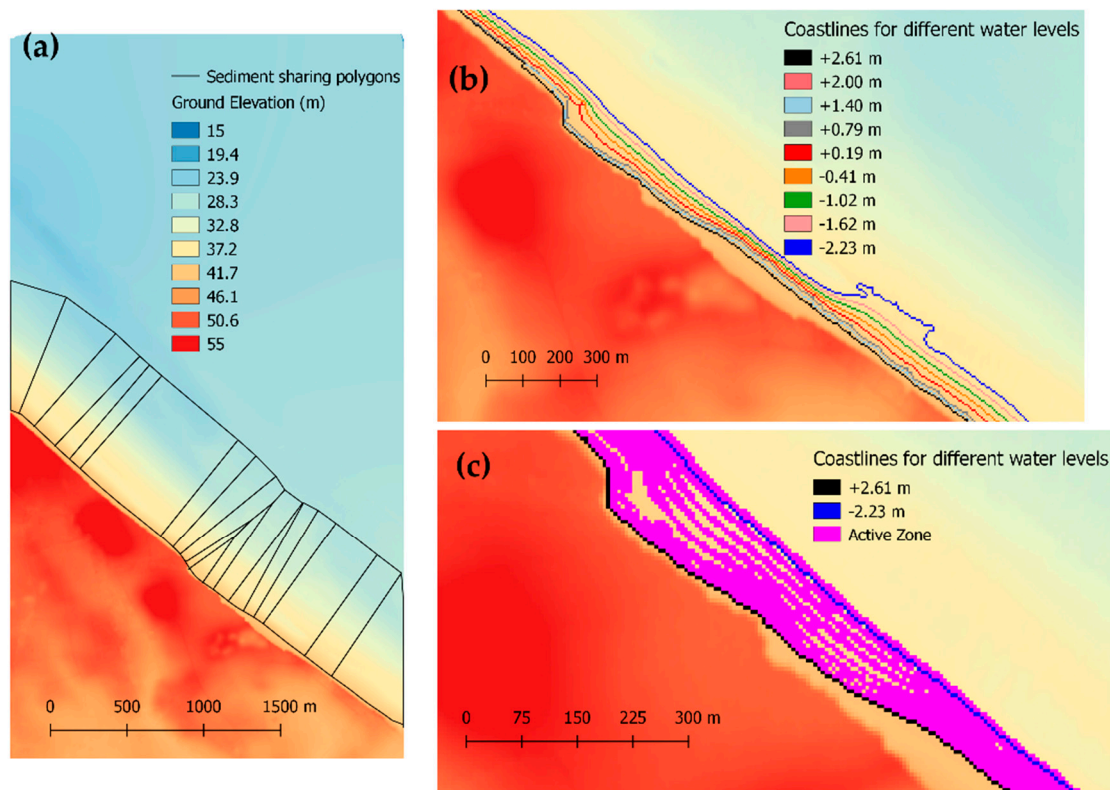 (a)
Sediment sharing polygons
Ground Elevation (m)
15
19.4
23.9
28.3
32.8
37.2
41.7
46.1
50.6
55
0 500 1000 1500 m
(b)
Coastlines for different water levels
+2.61 m
+2.00 m
+1.40 m
+0.79 m
+0.19 m
-0.41 m
-1.02 m
-1.62 m
-2.23 m
0 100 200 300 m
(c)
Coastlines for different water levels
+2.61 m
-2.23 m
Active Zone
0 75 150 225 300 m